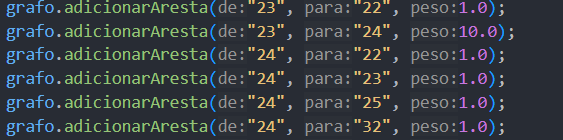 grafo.adicionarAresta(de:"23", para:"22", peso:1.0);
grafo.adicionarAresta(de:"23", para:"24", peso:10.0);
grafo.adicionarAresta(de:"24", para:"22", peso:1.0);
grafo.adicionarAresta(de:"24", para:"23", peso:1.0);
grafo.adicionarAresta(de:"24", para:"25", peso:1.0);
grafo.adicionarAresta(de:"24", para:"32", peso:1.0);